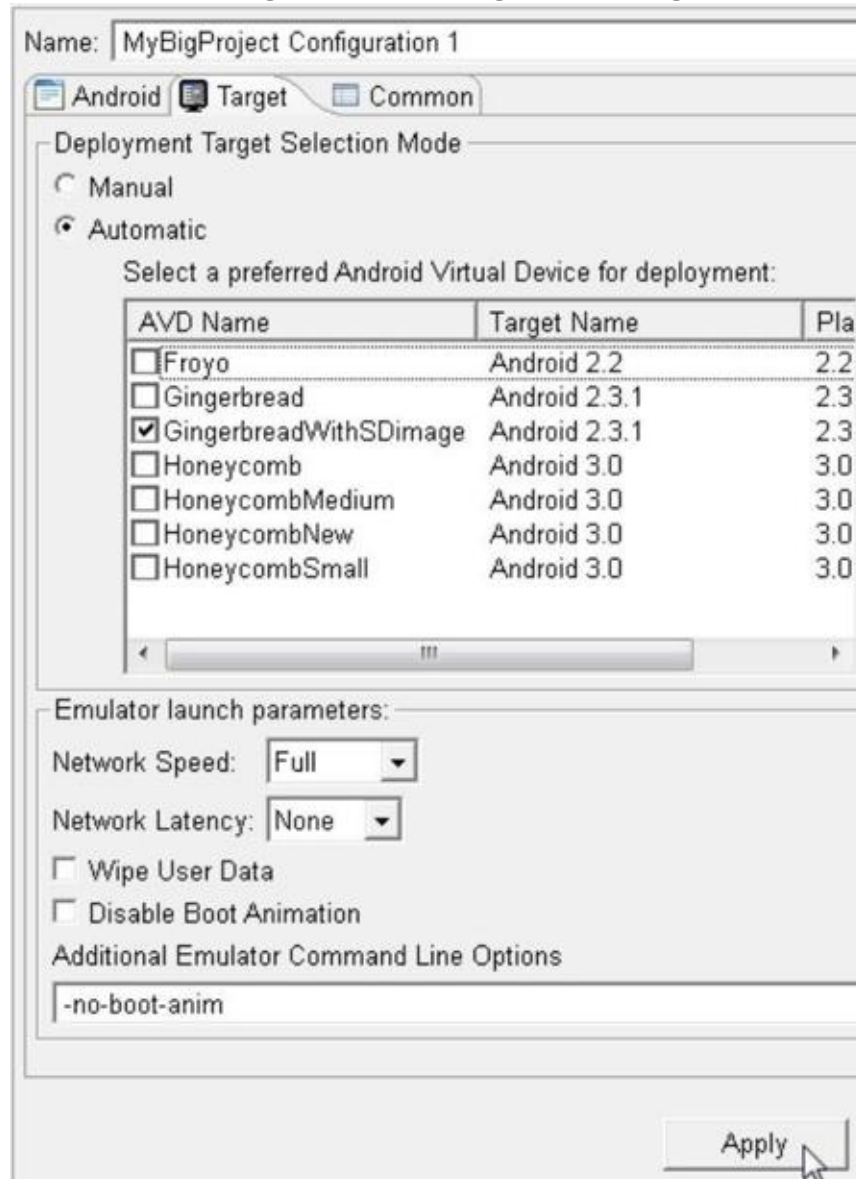 Name: MyBigProject Configuration 1
Android Target Common
Deployment Target Selection Mode
Manual
Automatic
Select a preferred Android Virtual Device for deployment:
AVD Name Target Name Pla
Froyo Android 2.2 2.2
Gingerbread Android 2.3.1 2.3
GingerbreadWithSDimage Android 2.3.1 2.3
Honeycomb Android 3.0 3.0
HoneycombMedium Android 3.0 3.0
HoneycombNew Android 3.0 3.0
HoneycombSmall Android 3.0 3.0
Emulator launch parameters:
Network Speed: Full
Network Latency: None
Wipe User Data
Disable Boot Animation
Additional Emulator Command Line Options
-no-boot-anim
Apply